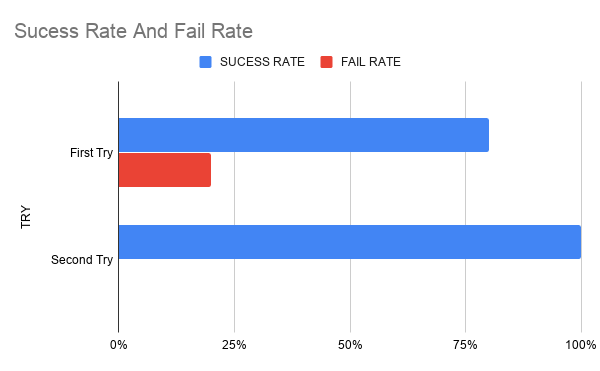 Sucess Rate And Fail Rate
SUCESS RATE FAIL RATE
First Try
TRY
Second Try
0% 25% 50% 75% 100%